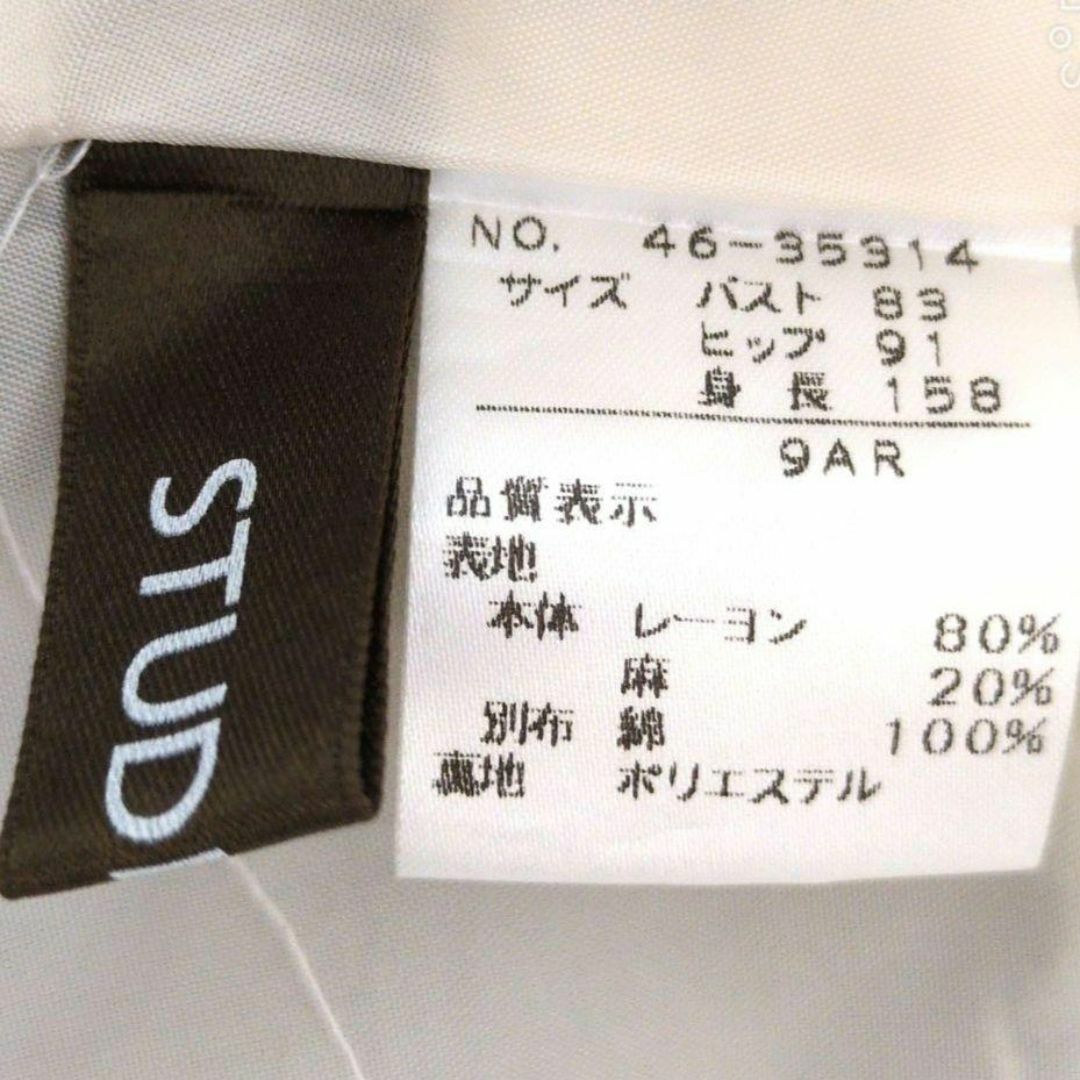 STUD
NO. 46-35314
サイズ バスト 83
ヒップ 91
身長 158
9AR
品質表示
表地
本体 レーヨン 80%
麻 20%
別布 綿 100%
裏地 ポリエステル